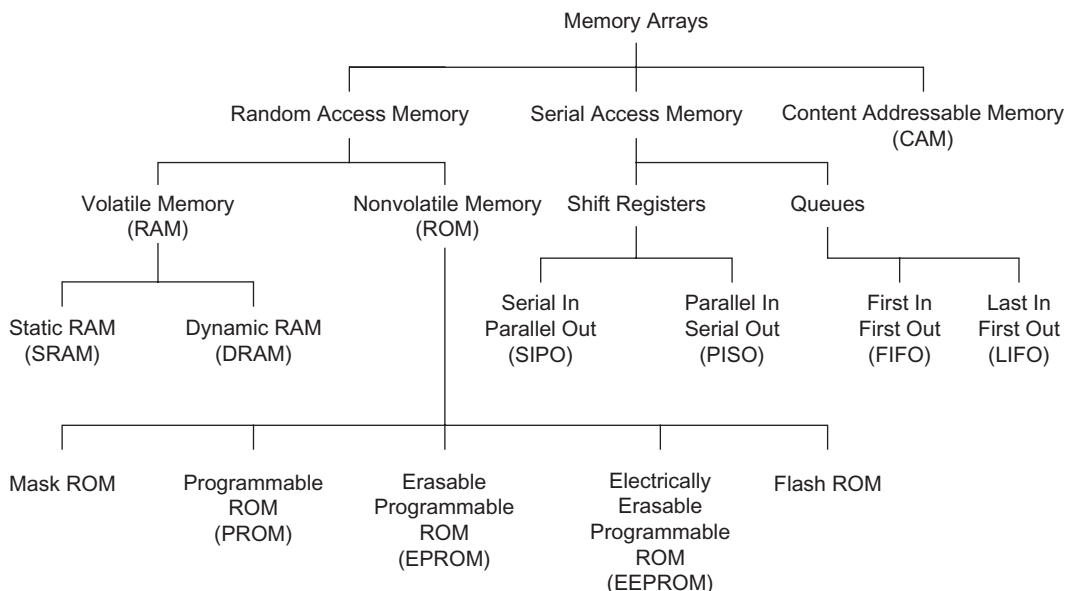 Memory Arrays
Random Access Memory
Serial Access Memory
Content Addressable Memory
(CAM)
Volatile Memory
(RAM)
Nonvolatile Memory
(ROM)
Shift Registers
Queues
Static RAM
(SRAM)
Dynamic RAM
(DRAM)
Serial In
Parallel Out
(SIPO)
Parallel In
Serial Out
(PISO)
First In
First Out
(FIFO)
Last In
First Out
(LIFO)
Mask ROM
Programmable
ROM
(PROM)
Erasable
Programmable
ROM
(EPROM)
Electrically
Erasable
Programmable
ROM
(EEPROM)
Flash ROM